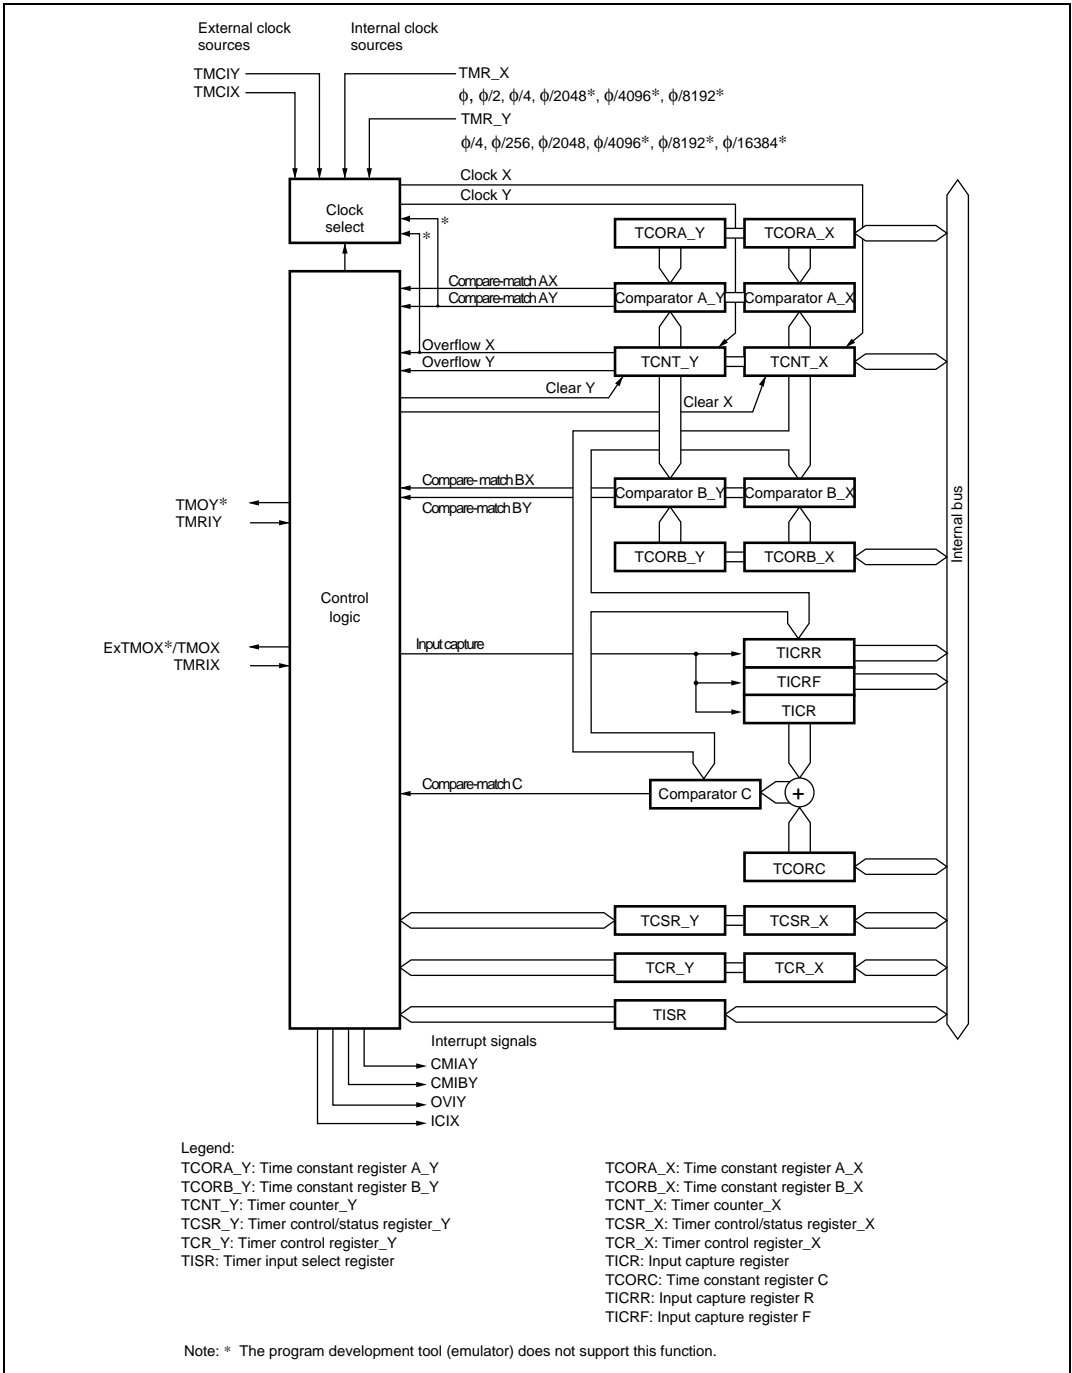 External clock sources
Internal clock sources
TMCIY
TMCIX
TMR_X
ϕ, ϕ/2, ϕ/4, ϕ/2048*, ϕ/4096*, ϕ/8192*
TMR_Y
ϕ/4, ϕ/256, ϕ/2048, ϕ/4096*, ϕ/8192*, ϕ/16384*
Clock X
Clock Y
Clock select
*
*
TCORA_Y
TCORA_X
Compare-match AX
Compare-match AY
Comparator A_Y
Comparator A_X
Overflow X
Overflow Y
TCNT_Y
TCNT_X
Clear Y
Clear X
Compare- match BX
Compare-match BY
Comparator B_Y
Comparator B_X
TMOY*
TMRIY
TCORB_Y
TCORB_X
Internal bus
Control logic
ExTMOX*/TMOX
TMRIX
Input capture
TICRR
TICRF
TICR
Compare-match C
Comparator C
+
TCORC
TCSR_Y
TCSR_X
TCR_Y
TCR_X
TISR
Interrupt signals
CMIAY
CMIBY
OVIY
ICIX
Legend:
TCORA_Y: Time constant register A_Y
TCORB_Y: Time constant register B_Y
TCNT_Y: Timer counter_Y
TCSR_Y: Timer control/status register_Y
TCR_Y: Timer control register_Y
TISR: Timer input select register
TCORA_X: Time constant register A_X
TCORB_X: Time constant register B_X
TCNT_X: Timer counter_X
TCSR_X: Timer control/status register_X
TCR_X: Timer control register_X
TICR: Input capture register
TCORC: Time constant register C
TICRR: Input capture register R
TICRF: Input capture register F
Note: * The program development tool (emulator) does not support this function.